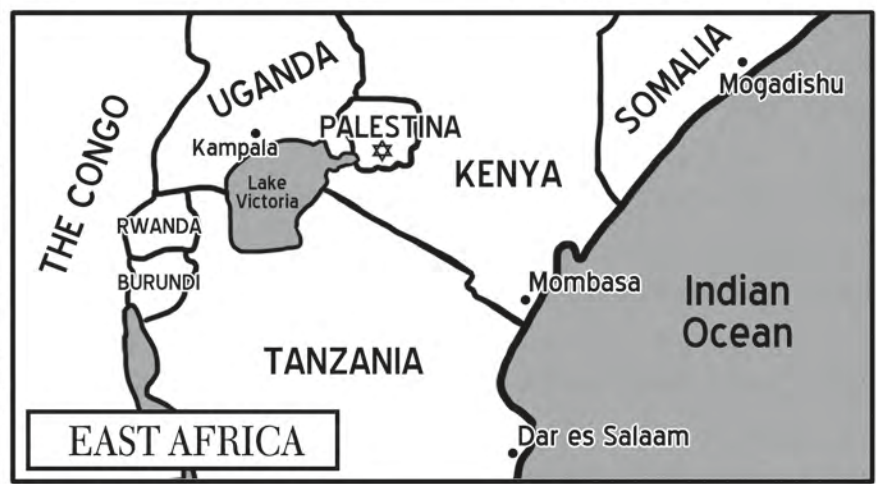 THE CONGO
UGANDA
Kampala
Lake
Victoria
PALESTINA
KENYA
SOMALIA
Mogadishu
RWANDA
BURUNDI
TANZANIA
Mombasa
Indian
Ocean
Dar es Salaam
EAST AFRICA